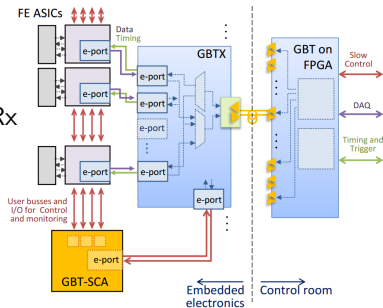 FE ASICs
Data
Timing
e-port
GBTX
GBT on
FPGA
e-port
e-port
e-port
e-port
e-port
e-port
e-port
e-port
Rx
Slow
Control
DAQ
Timing and
Trigger
User busses and
I/O for Control
and monitoring
e-port
GBT-SCA
Embedded
electronics
Control room